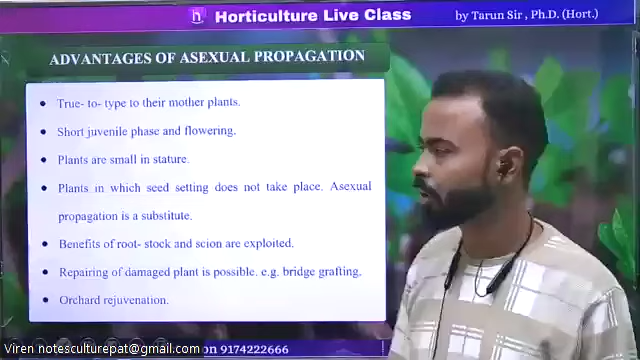 h Horticulture Live Class
by Tarun Sir , Ph.D. (Hort.)
ADVANTAGES OF ASEXUAL PROPAGATION
• True- to- type to their mother plants.
• Short juvenile phase and flowering.
• Plants are small in stature.
• Plants in which seed setting does not take place. Asexual
propagation is a substitute.
• Benefits of root- stock and scion are exploited.
• Repairing of damaged plant is possible. e.g. bridge grafting.
• Orchard rejuvenation.
Viren notesculturepat@gmail.com on 9174222666